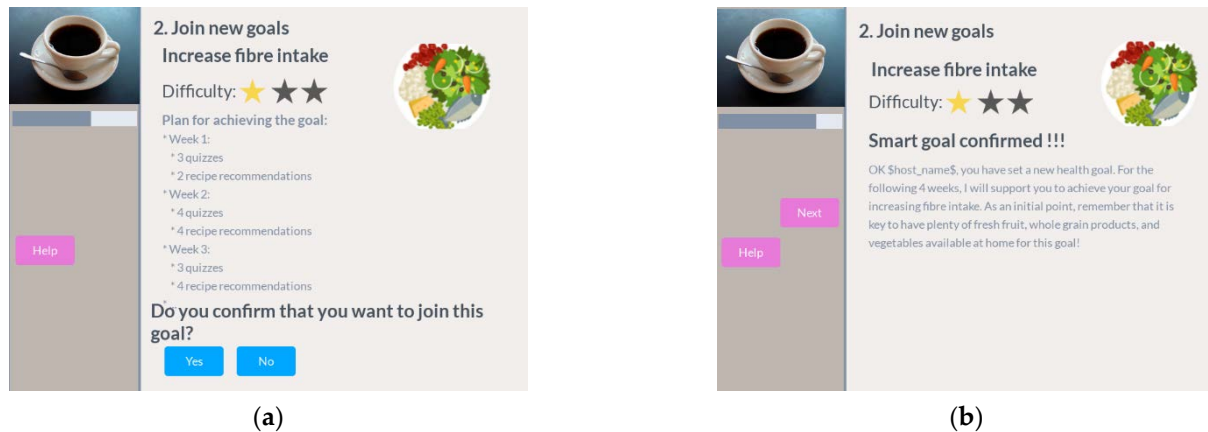 2. Join new goals
Increase fibre intake
Difficulty:
Plan for achieving the goal:
* Week 1:
* 3 quizzes
* 2 recipe recommendations
* Week 2:
* 4 quizzes
* 4 recipe recommendations
* Week 3:
* 3 quizzes
* 4 recipe recommendations
Do you confirm that you want to join this
goal?
Yes No
Help
(a)
2. Join new goals
Increase fibre intake
Difficulty:
Smart goal confirmed !!!
OK $host_name$, you have set a new health goal. For the
following 4 weeks, I will support you to achieve your goal for
increasing fibre intake. As an initial point, remember that it is
key to have plenty of fresh fruit, whole grain products, and
vegetables available at home for this goal!
Next
Help
(b)